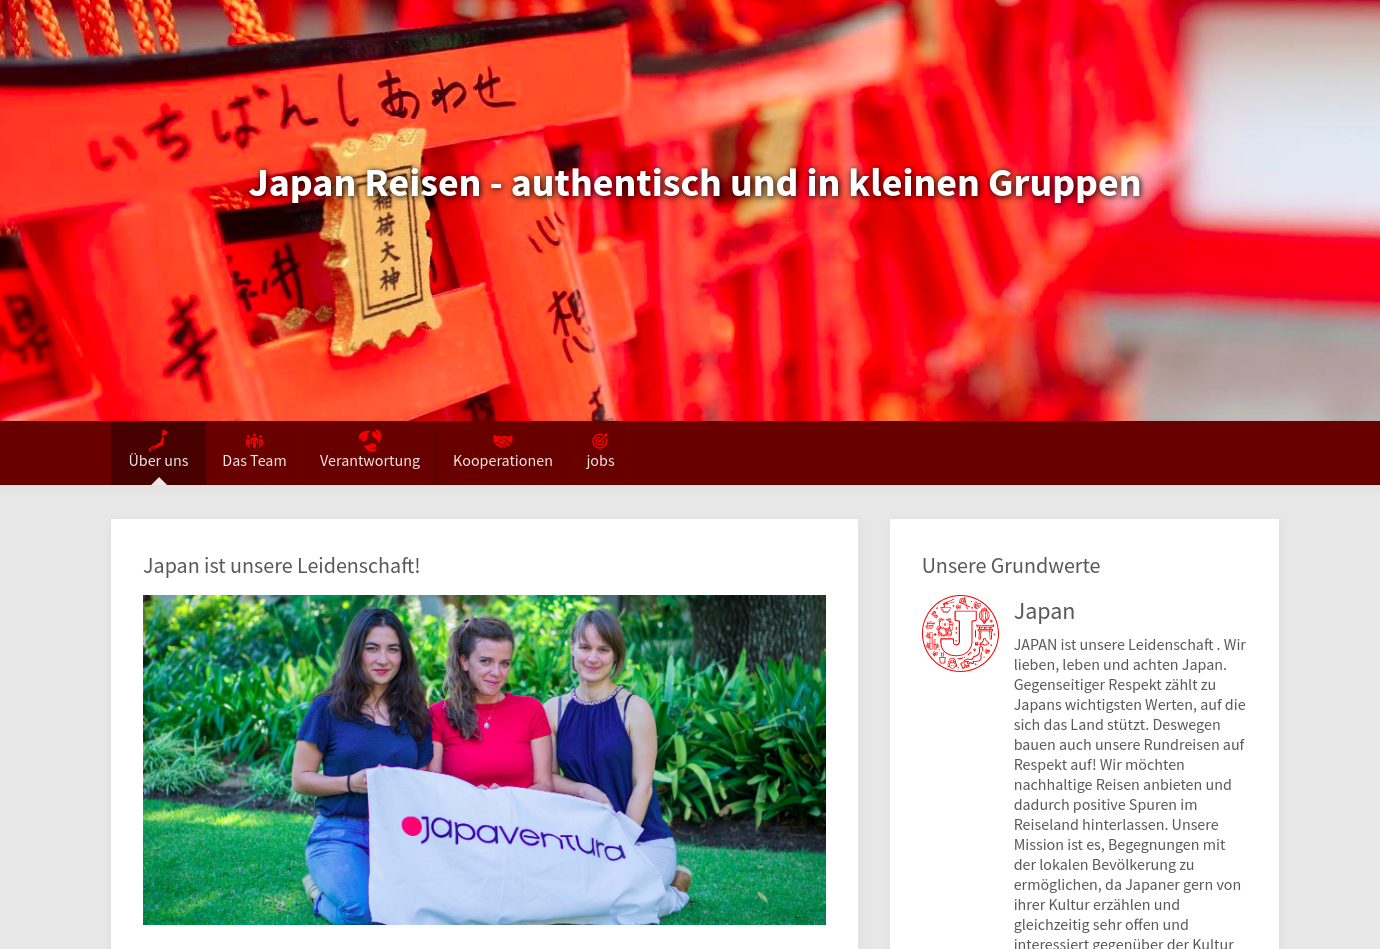 いちばんしあわせ
Japan Reisen - authentisch und in kleinen Gruppen
稲荷大神
心
想
華
井
Über uns
Das Team
Verantwortung
Kooperationen
jobs
Japan ist unsere Leidenschaft!
japaventura
Unsere Grundwerte
J
Japan
JAPAN ist unsere Leidenschaft . Wir
lieben, leben und achten Japan.
Gegenseitiger Respekt zählt zu
Japans wichtigsten Werten, auf die
sich das Land stützt. Deswegen
bauen auch unsere Rundreisen auf
Respekt auf! Wir möchten
nachhaltige Reisen anbieten und
dadurch positive Spuren im
Reiseland hinterlassen. Unsere
Mission ist es, Begegnungen mit
der lokalen Bevölkerung zu
ermöglichen, da Japaner gern von
ihrer Kultur erzählen und
gleichzeitig sehr offen und
interessiert gegenüber der Kultur